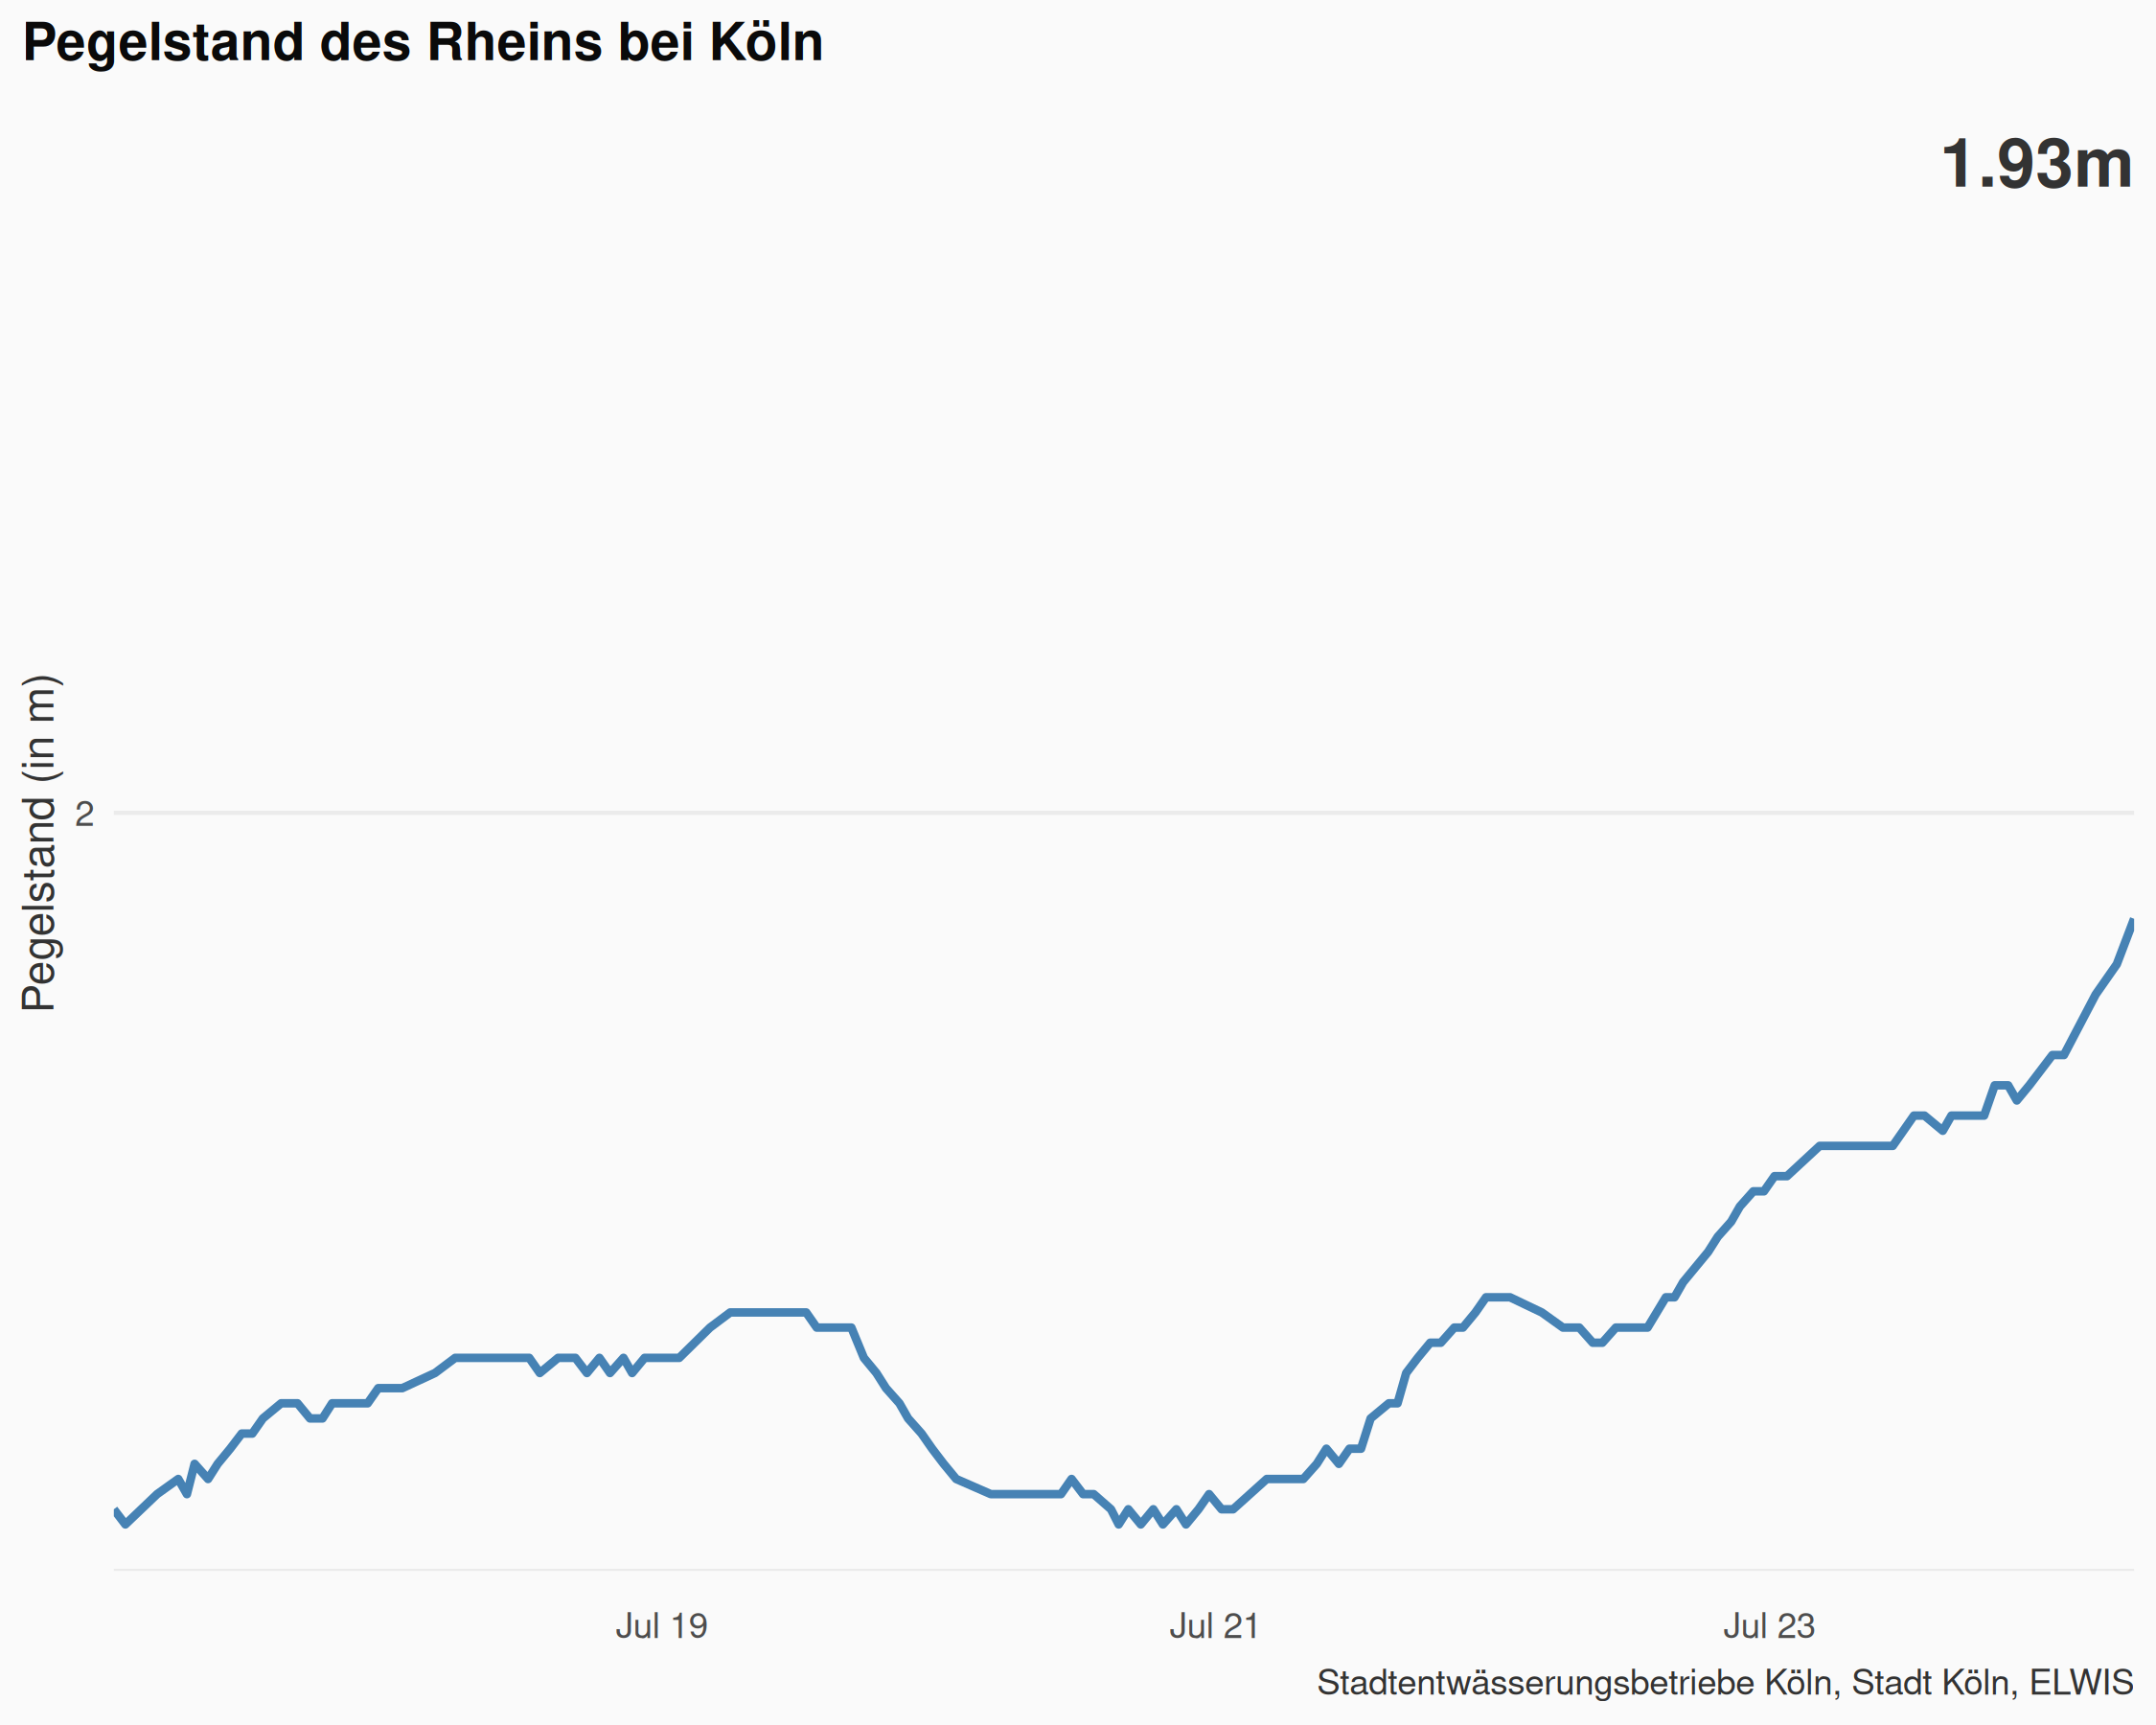 Pegelstand des Rheins bei Köln
1.93m
Pegelstand (in m)
2
Jul 19
Jul 21
Jul 23
Stadtentwässerungsbetriebe Köln, Stadt Köln, ELWIS